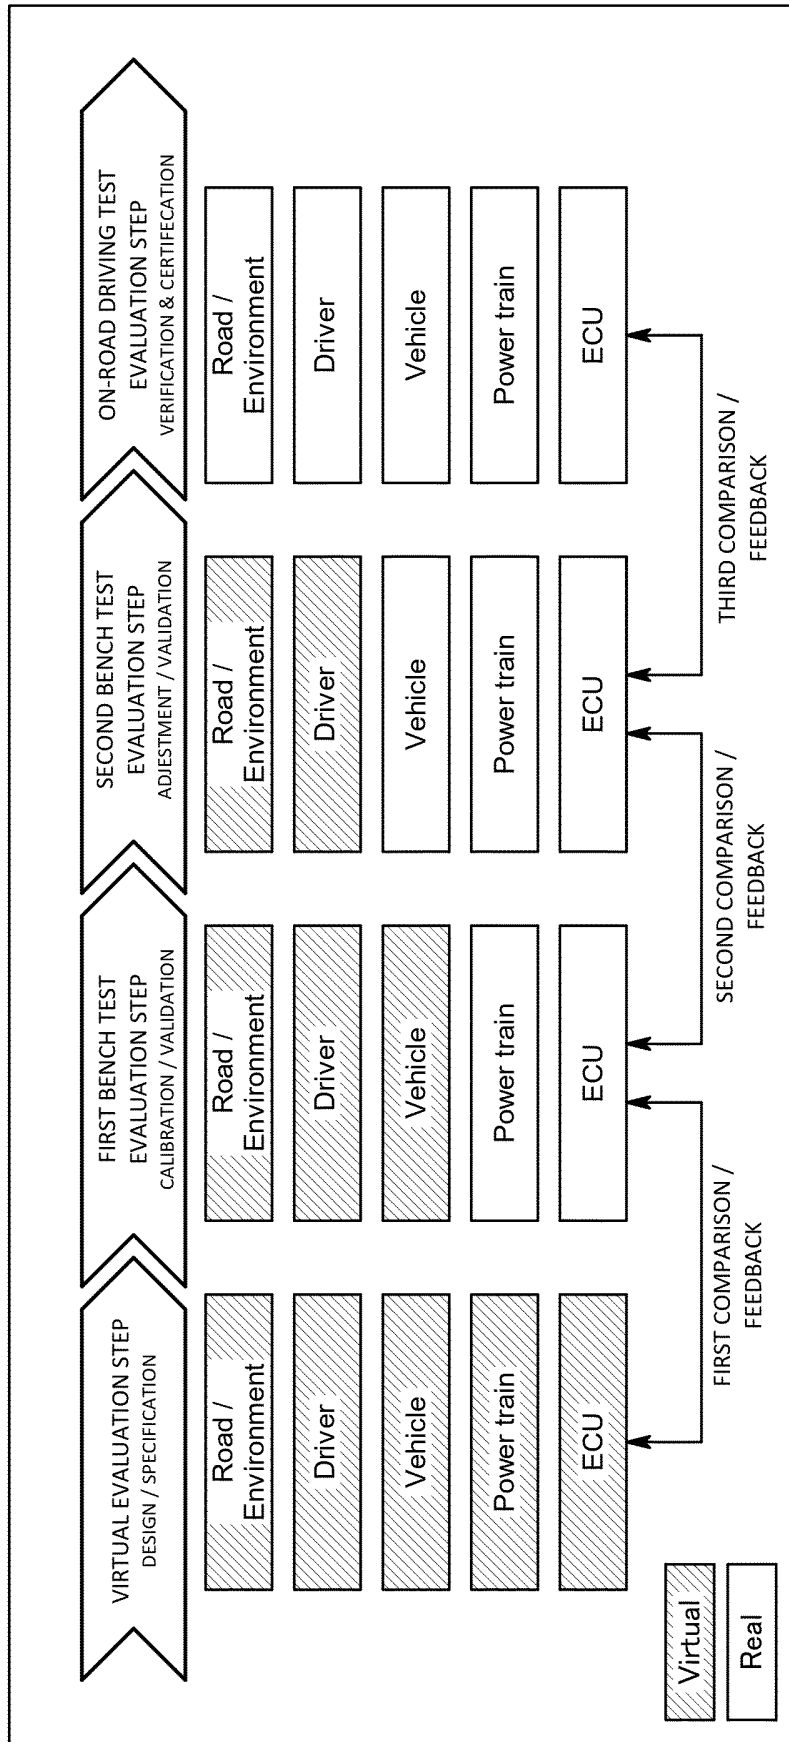 VIRTUAL EVALUATION STEP
DESIGN / SPECIFICATION
FIRST BENCH TEST
EVALUATION STEP
CALIBRATION / VALIDATION
SECOND BENCH TEST
EVALUATION STEP
ADJESTMENT / VALIDATION
ON-ROAD DRIVING TEST
EVALUATION STEP
VERIFICATION & CERTIFECATION
Road /
Environment
Road /
Environment
Road /
Environment
Road /
Environment
Driver
Driver
Driver
Driver
Vehicle
Vehicle
Vehicle
Vehicle
Power train
Power train
Power train
Power train
ECU
ECU
ECU
ECU
FIRST COMPARISON /
FEEDBACK
SECOND COMPARISON /
FEEDBACK
THIRD COMPARISON /
FEEDBACK
Virtual
Real